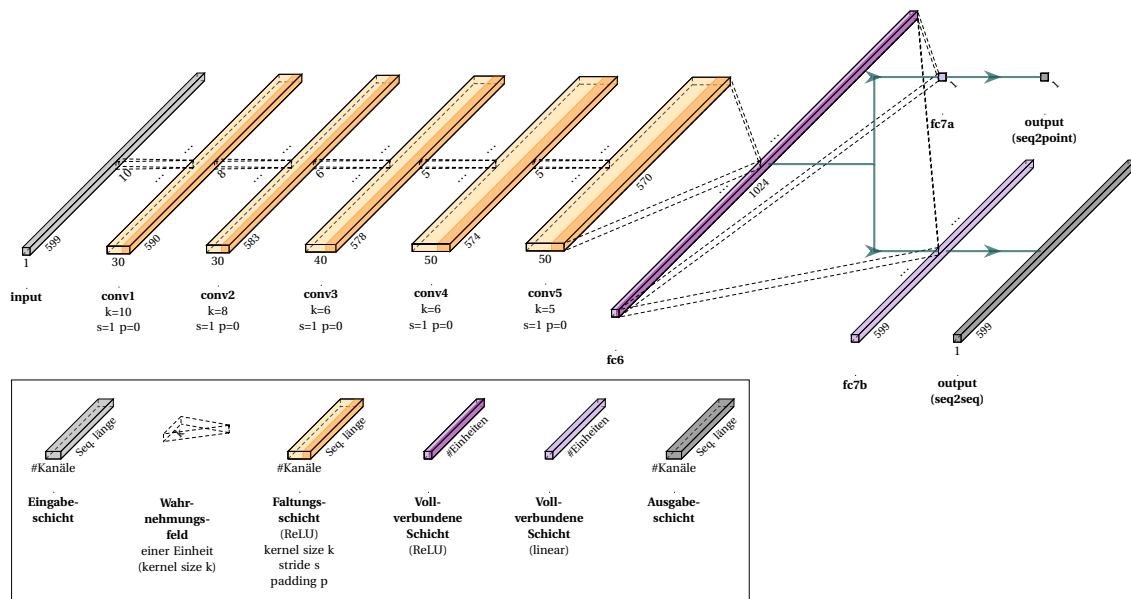 1
10
599
input
30
8
590
conv1
k=10
s=1 p=0
30
6
583
conv2
k=8
s=1 p=0
40
5
578
conv3
k=6
s=1 p=0
50
5
574
conv4
k=6
s=1 p=0
50
570
conv5
k=5
s=1 p=0
1024
fc6
1
fc7a
1
output
(seq2point)
599
fc7b
1
599
output
(seq2seq)
#Kanäle
Seq. länge
Eingabe-
schicht
k
Wahr-
nehmungs-
feld
einer Einheit
(kernel size k)
#Kanäle
Seq. länge
Faltungs-
schicht
(ReLU)
kernel size k
stride s
padding p
#Einheiten
Voll-
verbundene
Schicht
(ReLU)
#Einheiten
Voll-
verbundene
Schicht
(linear)
#Kanäle
Seq. länge
Ausgabe-
schicht